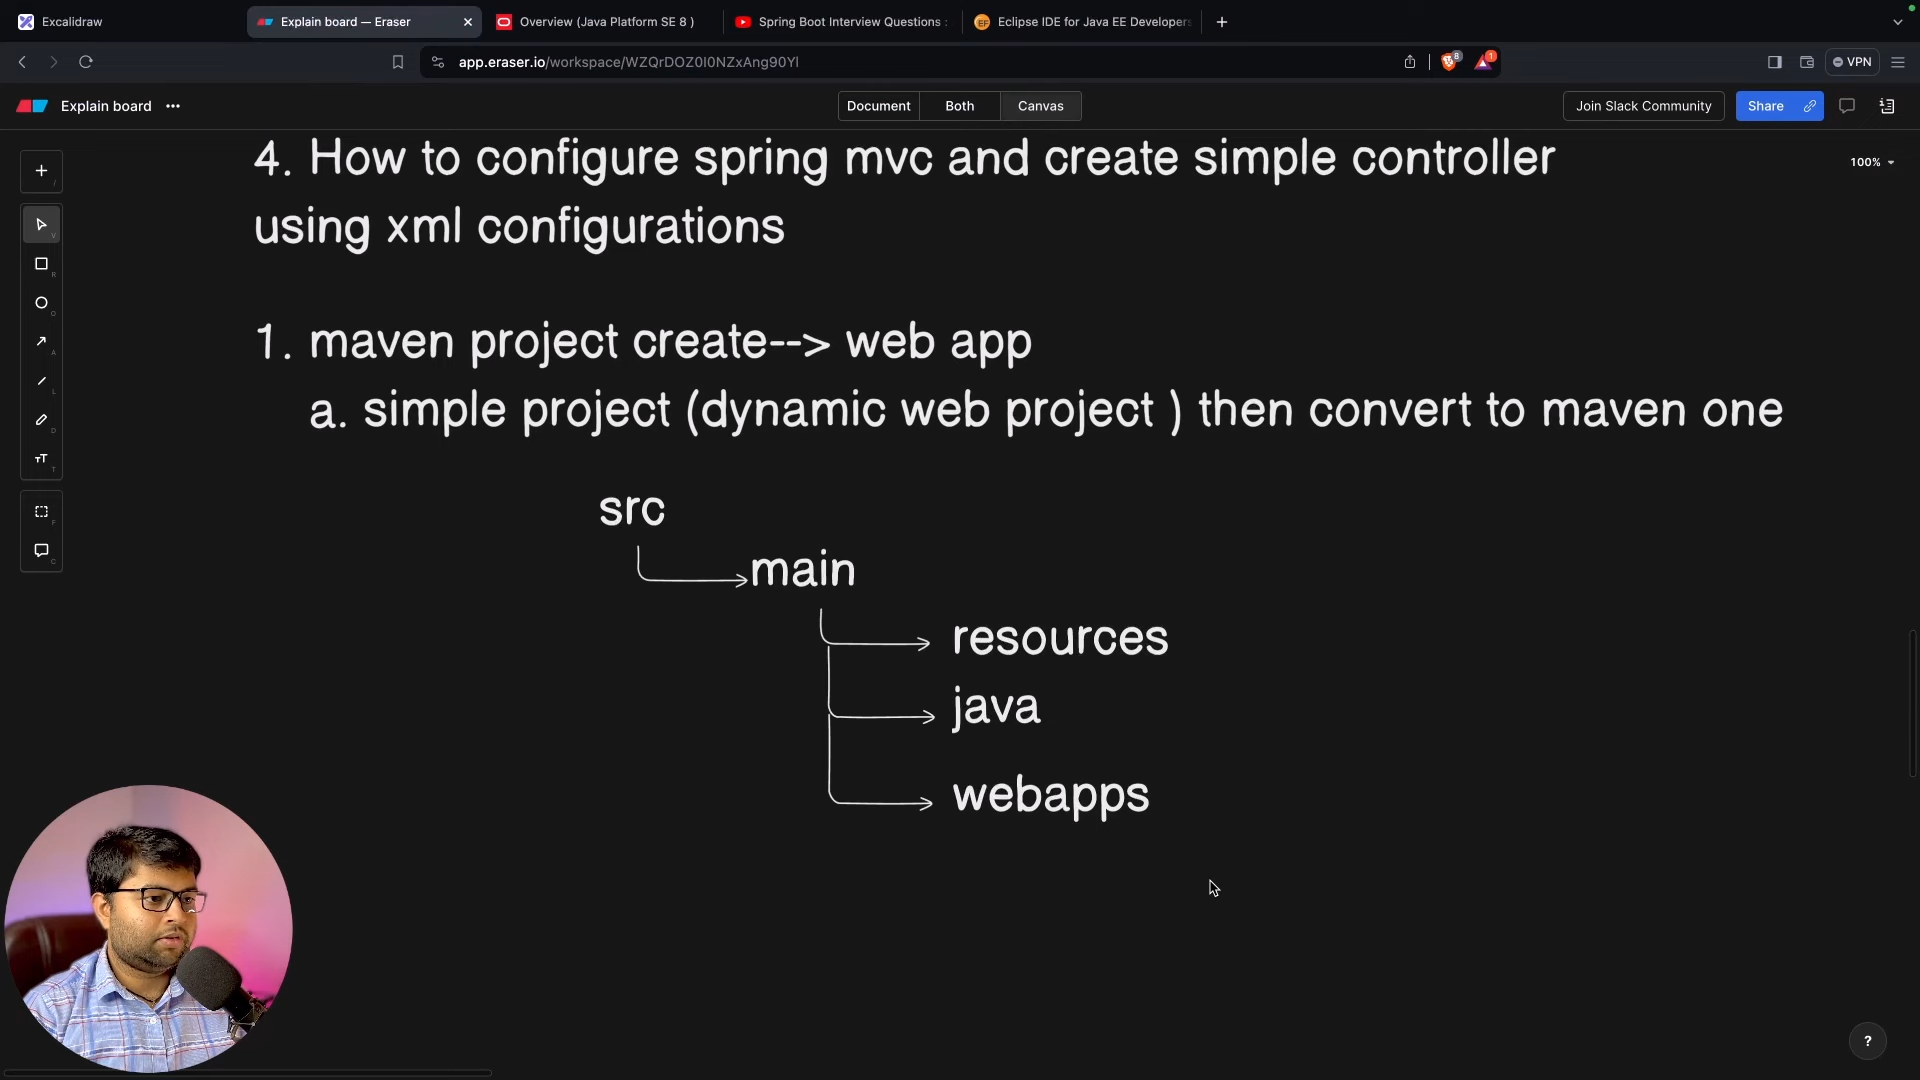 Excalidraw
Explain board — Eraser
Overview (Java Platform SE 8 )
Spring Boot Interview Questions :
Eclipse IDE for Java EE Developers
app.eraser.io/workspace/WZQrDOZ0I0NZxAng90YI
8
1
VPN
Explain board
Document
Both
Canvas
Join Slack Community
Share
100%
4. How to configure spring mvc and create simple controller
using xml configurations
1. maven project create--> web app
a. simple project (dynamic web project ) then convert to maven one
src
main
resources
java
webapps
?